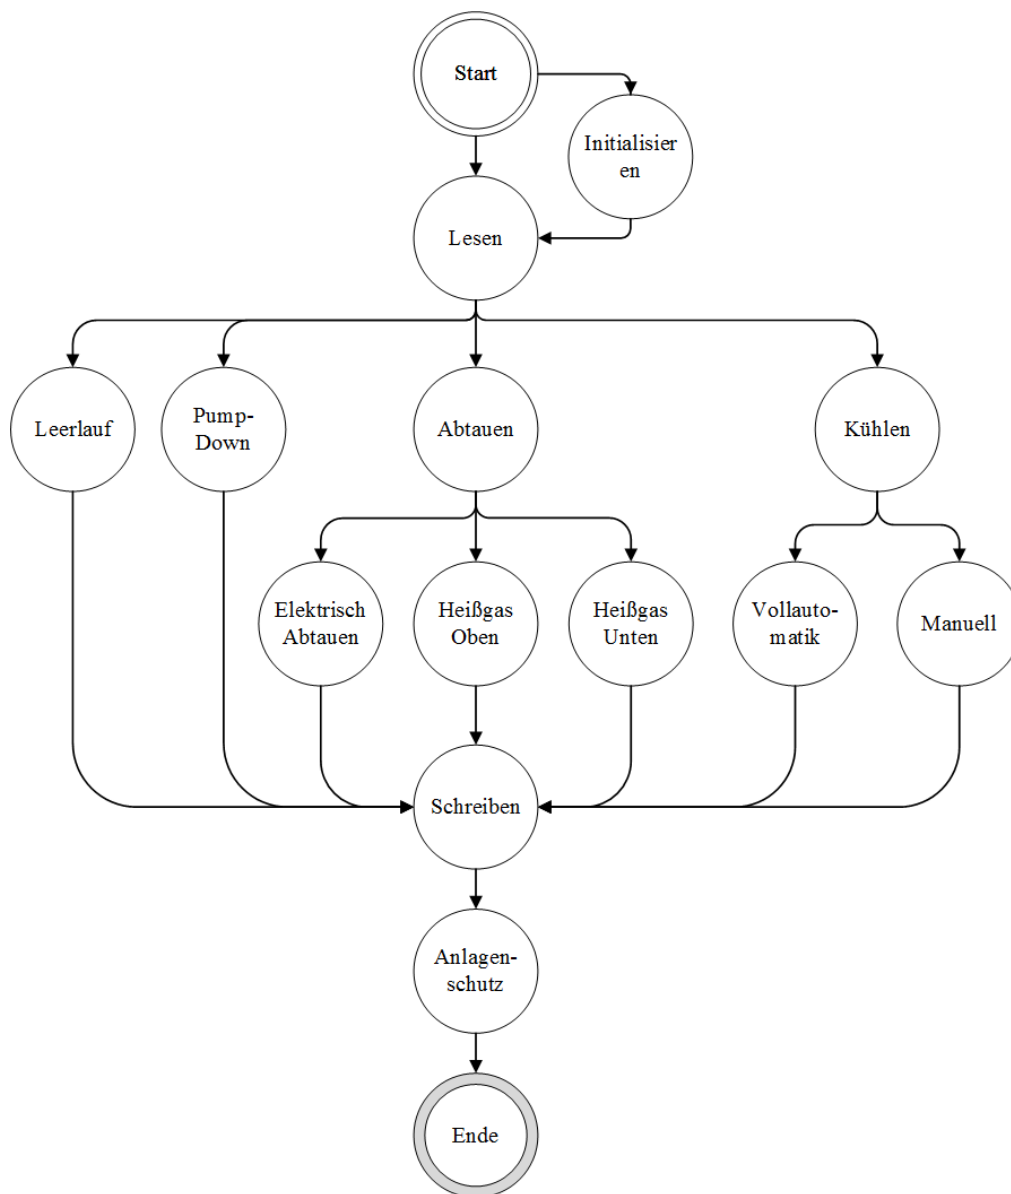 Start
Initialisier
en
Lesen
Leerlauf
Pump-
Down
Abtauen
Kühlen
Elektrisch
Abtauen
Heißgas
Oben
Heißgas
Unten
Vollauto-
matik
Manuell
Schreiben
Anlagen-
schutz
Ende